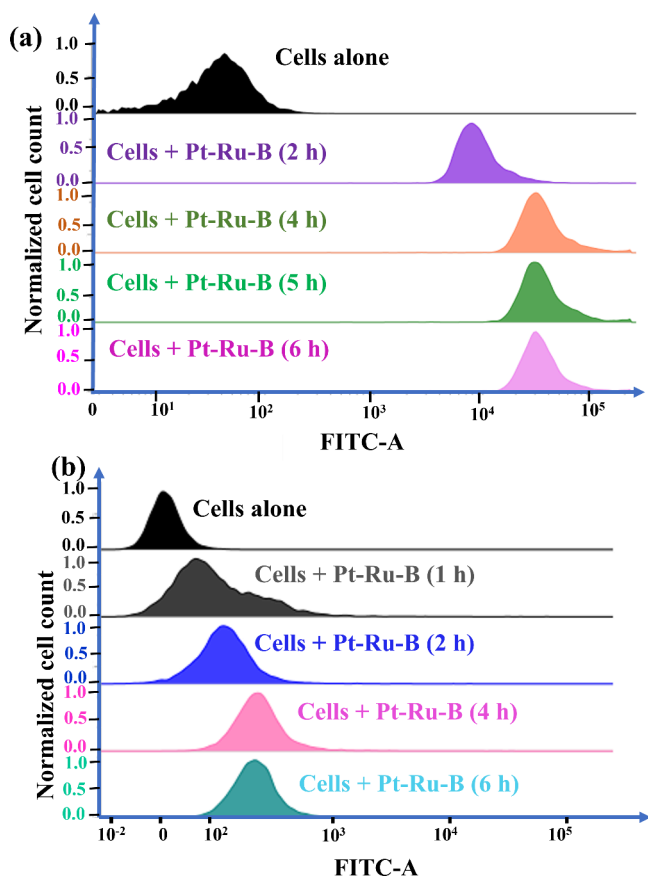 (a)
Normalized cell count
1.0
0.5
0.0
Cells alone
1.0
0.5
0.0
Cells + Pt-Ru-B (2 h)
1.0
0.5
0.0
Cells + Pt-Ru-B (4 h)
1.0
0.5
0.0
Cells + Pt-Ru-B (5 h)
1.0
0.5
0.0
Cells + Pt-Ru-B (6 h)
0 10¹ 10² 10³ 10⁴ 10⁵
FITC-A
(b)
Normalized cell count
1.0
0.5
0.0
Cells alone
1.0
0.5
0.0
Cells + Pt-Ru-B (1 h)
1.0
0.5
0.0
Cells + Pt-Ru-B (2 h)
1.0
0.5
0.0
Cells + Pt-Ru-B (4 h)
1.0
0.5
0.0
Cells + Pt-Ru-B (6 h)
10⁻² 0 10² 10³ 10⁴ 10⁵
FITC-A